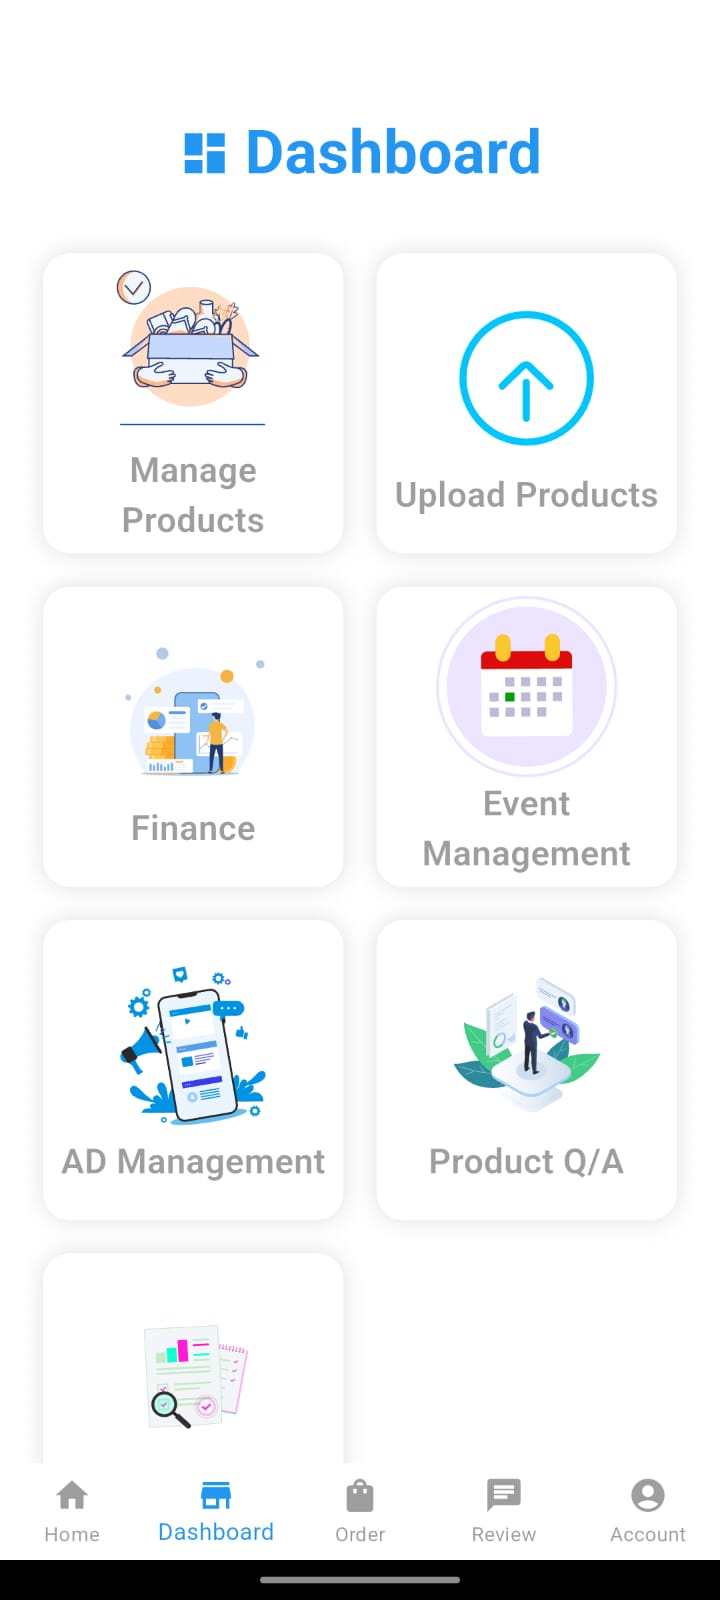 Dashboard
Manage
Products
Upload Products
Finance
Event
Management
AD Management
Product Q/A
Home
Dashboard
Order
Review
Account